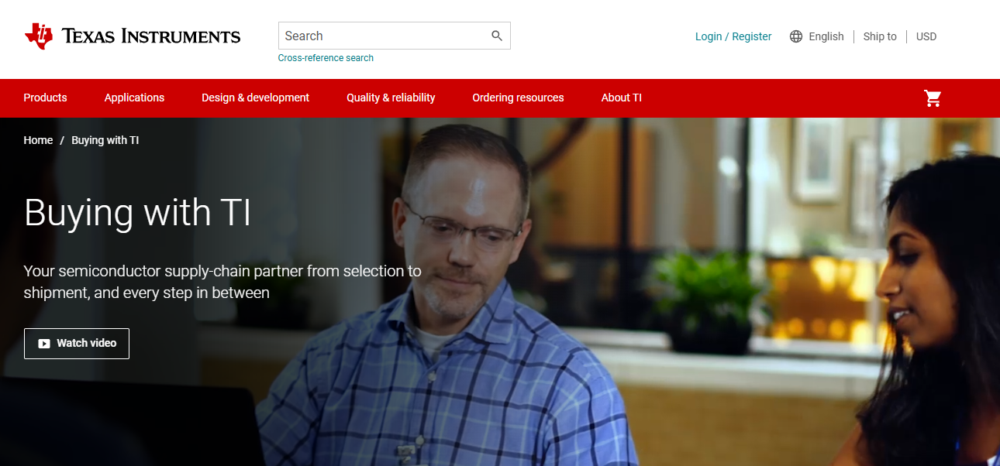 TEXAS INSTRUMENTS
Search
Cross-reference search
Login / Register
English
Ship to
USD
Products
Applications
Design & development
Quality & reliability
Ordering resources
About TI
Home / Buying with TI
Buying with TI
Your semiconductor supply-chain partner from selection to
shipment, and every step in between
Watch video